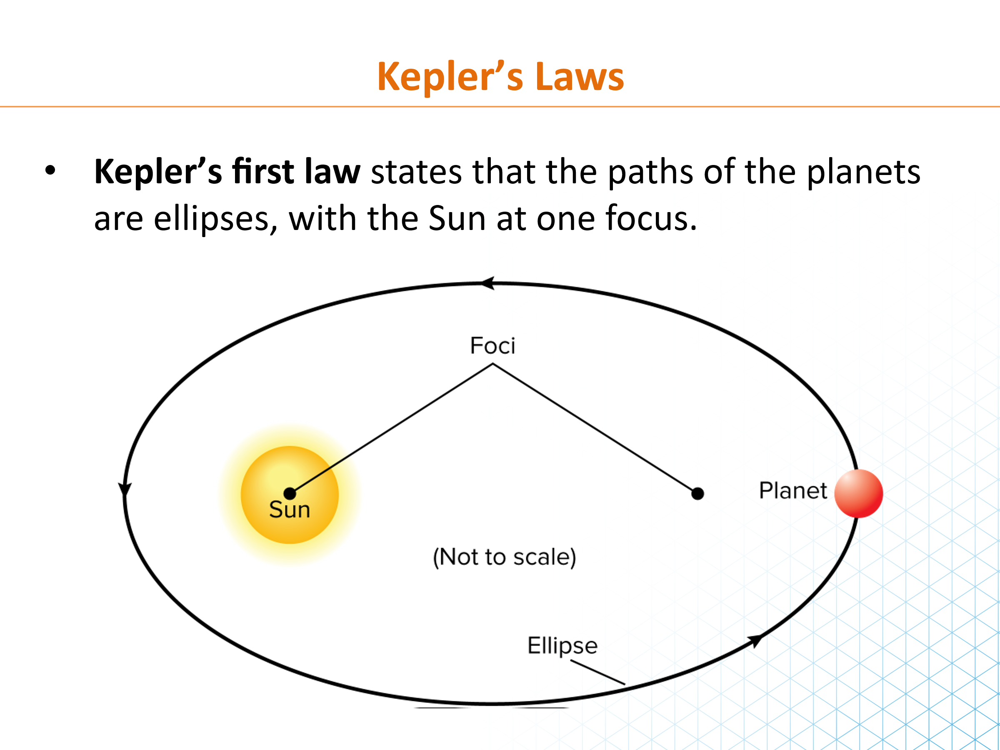 Kepler’s Laws
• Kepler’s first law states that the paths of the planets
are ellipses, with the Sun at one focus.
Foci
Sun
Planet
(Not to scale)
Ellipse